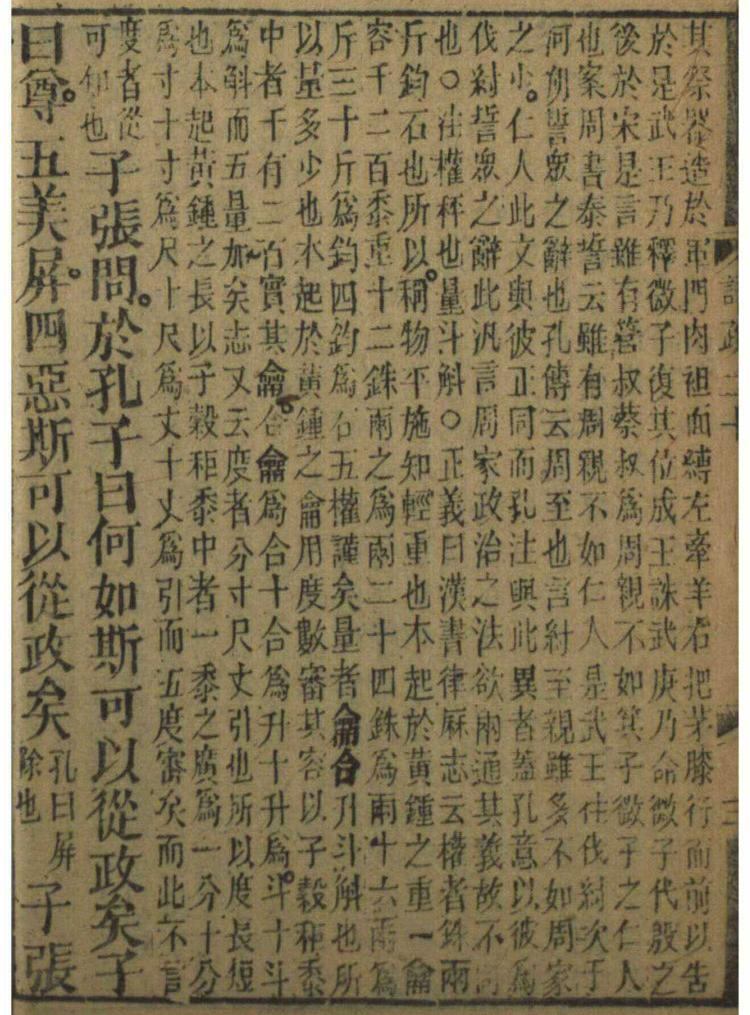 其祭器造於軍門肉袒面縛左牽羊右把茅膝行而前以告
於是武王乃釋微子復其位成王誅武庚乃命微子代殷之
後於宋是言雖有管叔蔡叔爲周親不如箕子微子之仁人
也案周書泰誓云雖有周親不如仁人是武王往伐紂次于
河朔誓眾之辭也孔傳云周至也言紂至親雖多不如周家
之少仁人此文與彼正同而孔注與此異者蓋孔意以彼爲
伐紂誓眾之辭此汎言周家政治之法欲兩通其義故不同
也○注權秤也量斗斛○正義曰漢書律厤志云權者銖兩
斤鈞石也所以稱物平施知輕重也本起於黃鍾之重一龠
容千二百黍重十二銖兩之爲兩二十四銖爲兩十六兩爲
斤三十斤爲鈞四鈞爲石五權謹矣量者龠合升斗斛也所
以量多少也本起於黃鍾之龠用度數審其容以子穀秬黍
中者千有二百實其龠合龠爲合十合爲升十升爲斗十斗
爲斛而五量加矣志又云度者分寸尺丈引也所以度長短
也本起黃鍾之長以子穀秬黍中者一黍之廣爲一分十分
爲寸十寸爲尺十尺爲丈十丈爲引而五度審矣而此不言
度者從可知也子張問於孔子曰何如斯可以從政矣子
曰尊五美屏四惡斯可以從政矣孔曰屏除也子張